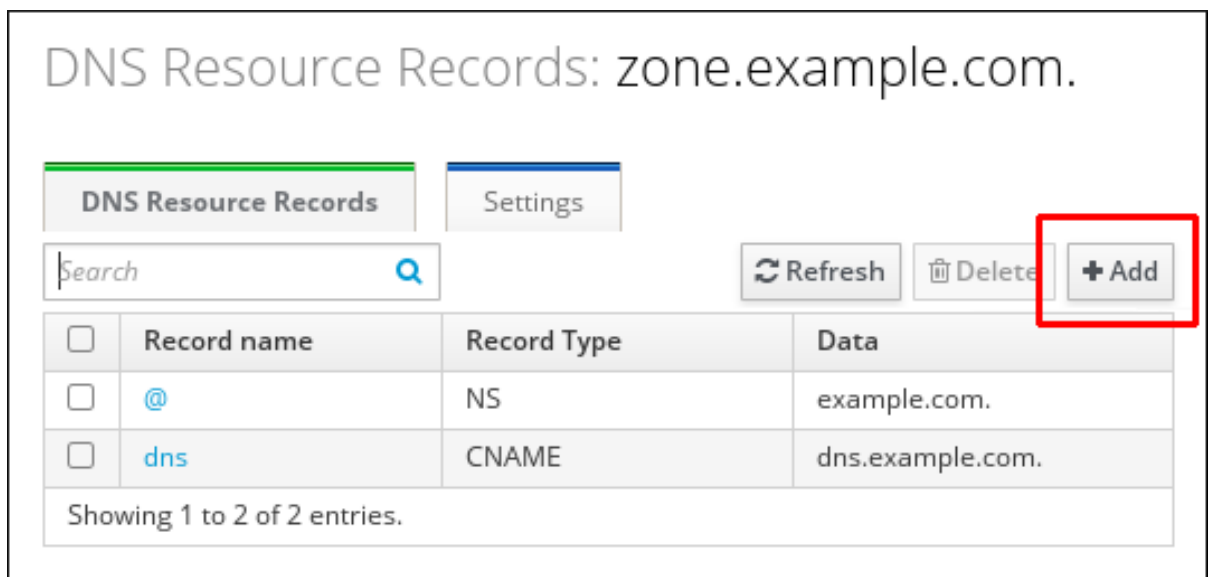 DNS Resource Records: zone.example.com.
DNS Resource Records Settings
Search Refresh Delete Add
Record name Record Type Data
@ NS example.com.
dns CNAME dns.example.com.
Showing 1 to 2 of 2 entries.